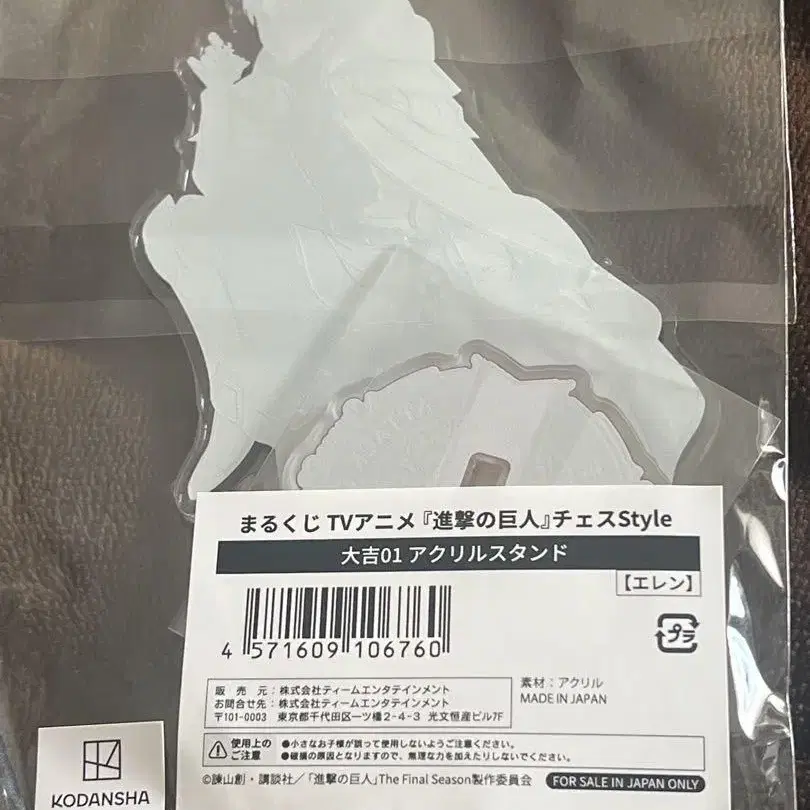 まるくじ TVアニメ『進撃の巨人』チェスStyle
大吉01 アクリルスタンド
【エレン】
4 571609 106760
プラ
販 売 元：株式会社ティームエンタテインメント
お問合せ先：株式会社ティームエンタテインメント
〒101-0003 東京都千代田区一ツ橋2-4-3 光文恒産ビル7F
素材：アクリル
MADE IN JAPAN
使用上の
ご注意
●小さなお子様が誤って使用しないようご注意ください。
●破損の原因となりますので、無理な力を加えたりしないでください。
©諫山創・講談社／「進撃の巨人」The Final Season製作委員会
FOR SALE IN JAPAN ONLY
KODANSHA